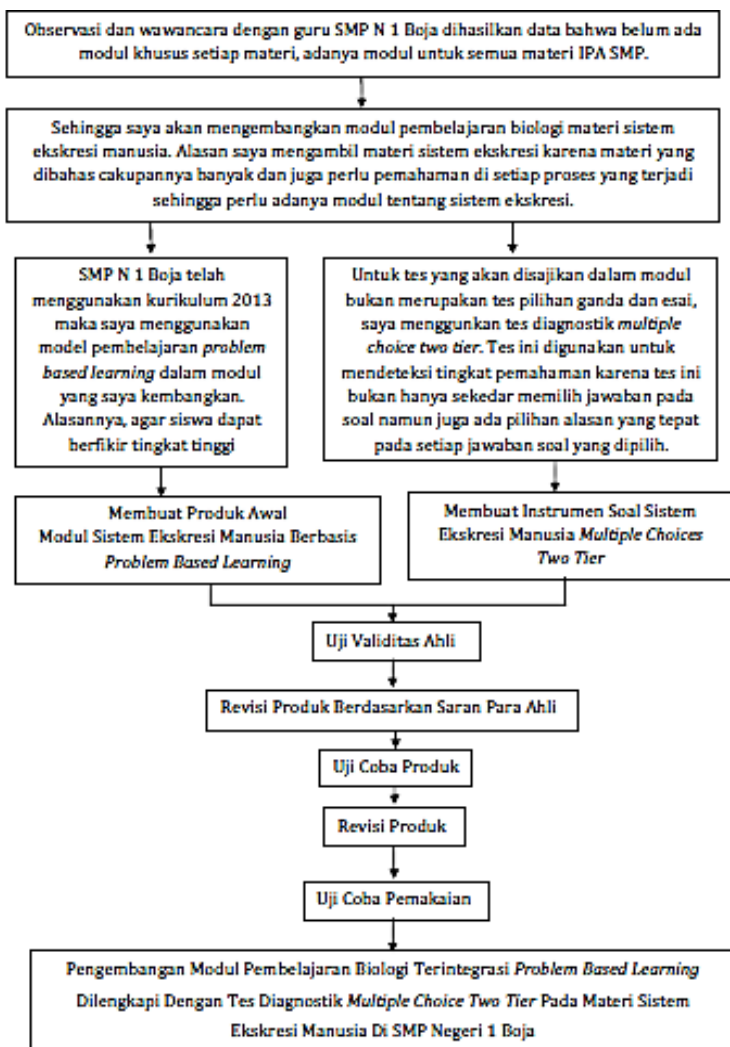 Observasi dan wawancara dengan guru SMP N 1 Boja dihasilkan data bahwa belum ada
modul khusus setiap materi, adanya modul untuk semua materi IPA SMP.
Sehingga saya akan mengembangkan modul pembelajaran biologi materi sistem
ekskresi manusia. Alasan saya mengambil materi sistem ekskresi karena materi yang
dibahas cakupannya banyak dan juga perlu pemahaman di setiap proses yang terjadi
sehingga perlu adanya modul tentang sistem ekskresi.
SMP N 1 Boja telah
menggunakan kurikulum 2013
maka saya menggunakan
model pembelajaran problem
based learning dalam modul
yang saya kembangkan.
Alasannya, agar siswa dapat
berfikir tingkat tinggi
Untuk tes yang akan disajikan dalam modul
bukan merupakan tes pilihan ganda dan esai,
saya menggunkan tes diagnostik multiple
choice two tier. Tes ini digunakan untuk
mendeteksi tingkat pemahaman karena tes ini
bukan hanya sekedar memilih jawaban pada
soal namun juga ada pilihan alasan yang tepat
pada setiap jawaban soal yang dipilih.
Membuat Produk Awal
Modul Sistem Ekskresi Manusia Berbasis
Problem Based Learning
Membuat Instrumen Soal Sistem
Ekskresi Manusia Multiple Choices
Two Tier
Uji Validitas Ahli
Revisi Produk Berdasarkan Saran Para Ahli
Uji Coba Produk
Revisi Produk
Uji Coba Pemakaian
Pengembangan Modul Pembelajaran Biologi Terintegrasi Problem Based Learning
Dilengkapi Dengan Tes Diagnostik Multiple Choice Two Tier Pada Materi Sistem
Ekskresi Manusia Di SMP Negeri 1 Boja